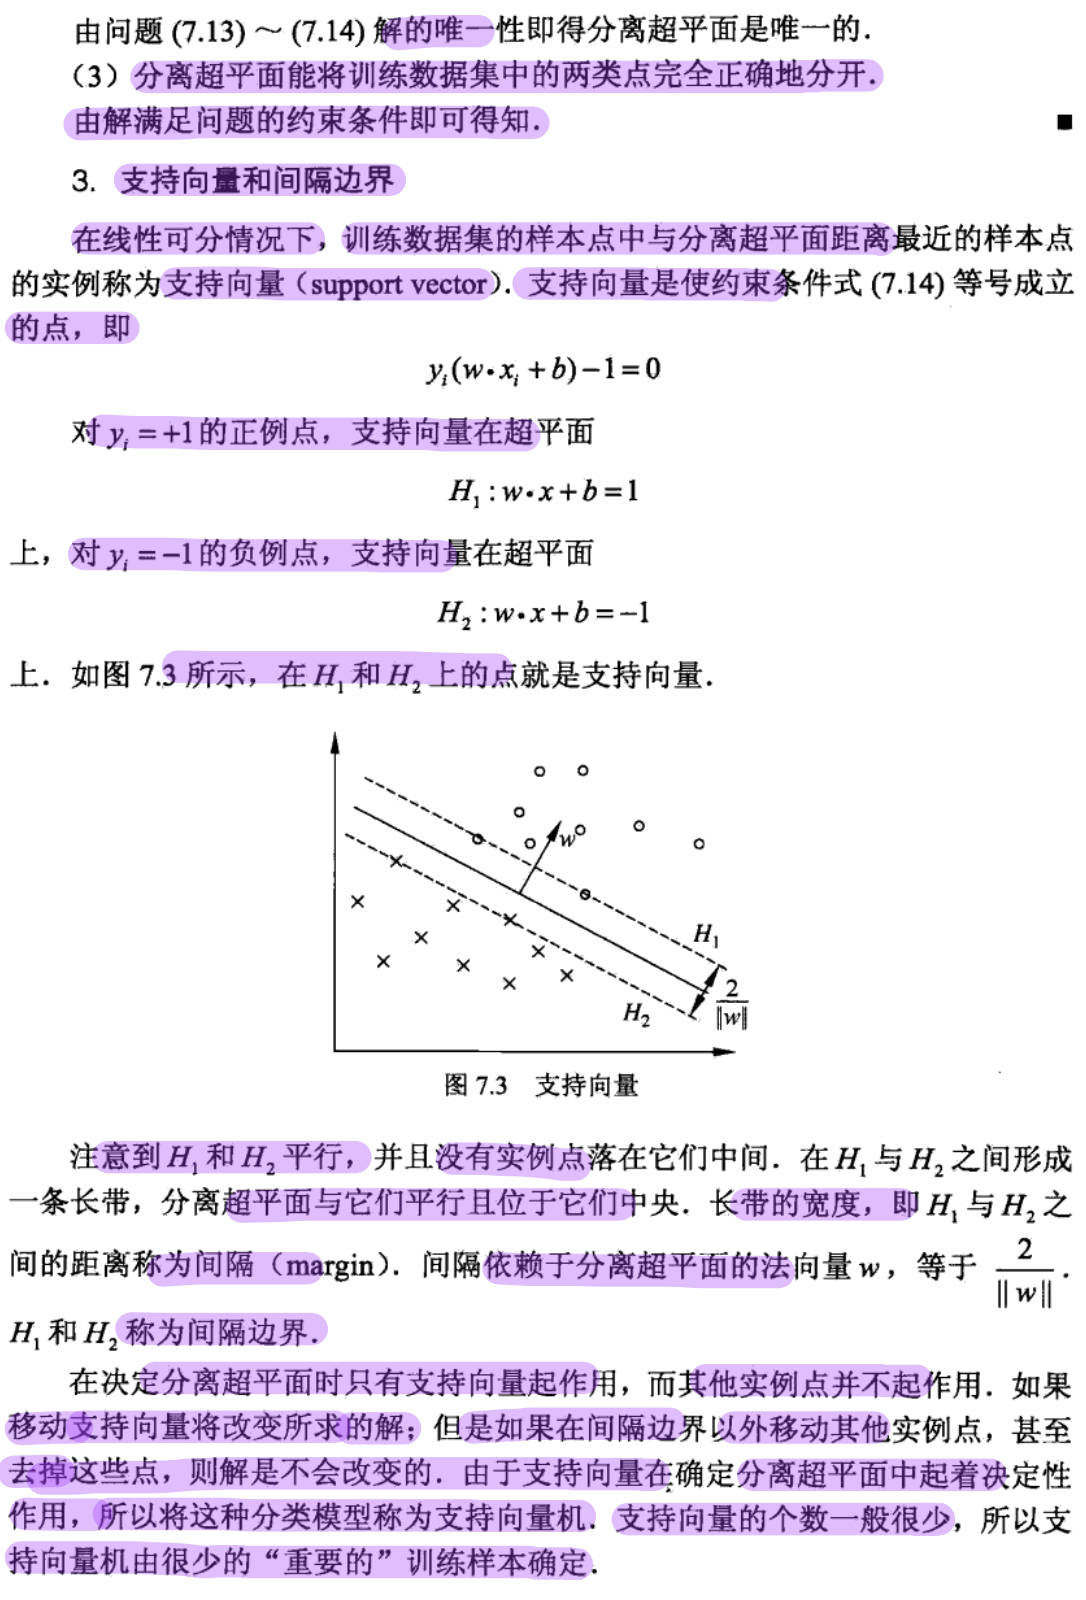 由问题 (7.13) ～ (7.14) 解的唯一性即得分离超平面是唯一的．
（3）分离超平面能将训练数据集中的两类点完全正确地分开．
由解满足问题的约束条件即可得知．
■
3. 支持向量和间隔边界
在线性可分情况下，训练数据集的样本点中与分离超平面距离最近的样本点
的实例称为支持向量（support vector）．支持向量是使约束条件式 (7.14) 等号成立
的点，即
y_i(w•x_i + b) − 1 = 0
对 y_i = +1 的正例点，支持向量在超平面
H_1 : w•x + b = 1
上，对 y_i = −1 的负例点，支持向量在超平面
H_2 : w•x + b = −1
上．如图 7.3 所示，在 H_1 和 H_2 上的点就是支持向量．
w
H_1
2
‖w‖
H_2
图 7.3 支持向量
注意到 H_1 和 H_2 平行，并且没有实例点落在它们中间．在 H_1 与 H_2 之间形成
一条长带，分离超平面与它们平行且位于它们中央．长带的宽度，即 H_1 与 H_2 之
间的距离称为间隔（margin）．间隔依赖于分离超平面的法向量 w，等于 2/‖w‖．
H_1 和 H_2 称为间隔边界．
在决定分离超平面时只有支持向量起作用，而其他实例点并不起作用．如果
移动支持向量将改变所求的解；但是如果在间隔边界以外移动其他实例点，甚至
去掉这些点，则解是不会改变的．由于支持向量在确定分离超平面中起着决定性
作用，所以将这种分类模型称为支持向量机．支持向量的个数一般很少，所以支
持向量机由很少的“重要的”训练样本确定．